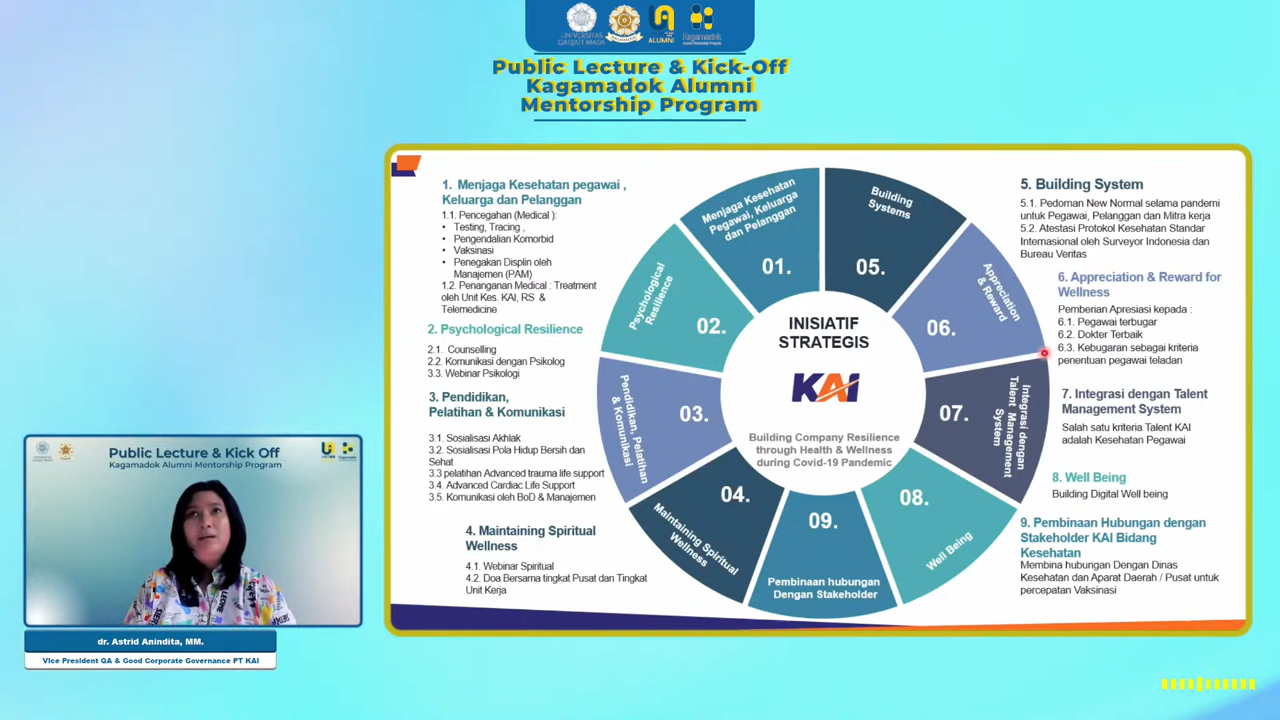 UNIVERSITAS
GADJAH MADA
KAGAMADOK
ALUMNI
Kagamadok
Public Lecture & Kick-Off
Kagamadok Alumni
Mentorship Program
1. Menjaga Kesehatan pegawai ,
Keluarga dan Pelanggan
1.1. Pencegahan (Medical ):
• Testing, Tracing ,
• Pengendalian Komorbid
• Vaksinasi
• Penegakan Displin oleh
Manajemen (PAM)
1.2. Penanganan Medical : Treatment
oleh Unit Kes. KAI, RS &
Telemedicine
2. Psychological Resilience
2.1. Counselling
2.2. Komunikasi dengan Psikolog
3.3. Webinar Psikologi
3. Pendidikan,
Pelatihan & Komunikasi
3.1. Sosialisasi Akhlak
3.2. Sosialisasi Pola Hidup Bersih dan
Sehat
3.3 pelatihan Advanced trauma life support
3.4. Advanced Cardiac Life Support
3.5. Komunikasi oleh BoD & Manajemen
4. Maintaining Spiritual
Wellness
4.1. Webinar Spiritual
4.2. Doa Bersama tingkat Pusat dan Tingkat
Unit Kerja
Menjaga Kesehatan
Pegawai, Keluarga
dan Pelanggan
01.
Psychological
Resilience
02.
Pendidikan, Pelatihan
& Komunikasi
03.
Maintaining Spiritual
Wellness
04.
Building
Systems
05.
Appreciation
& Reward
06.
Integrasi dengan
Talent Management
System
07.
Well Being
08.
09.
Pembinaan hubungan
Dengan Stakeholder
INISIATIF
STRATEGIS
KAI
Building Company Resilience
through Health & Wellness
during Covid-19 Pandemic
5. Building System
5.1. Pedoman New Normal selama pandemi
untuk Pegawai, Pelanggan dan Mitra kerja
5.2. Atestasi Protokol Kesehatan Standar
Internasional oleh Surveyor Indonesia dan
Bureau Veritas
6. Appreciation & Reward for
Wellness
Pemberian Apresiasi kepada :
6.1. Pegawai terbugar
6.2. Dokter Terbaik
6.3. Kebugaran sebagai kriteria
penentuan pegawai teladan
7. Integrasi dengan Talent
Management System
Salah satu kriteria Talent KAI
adalah Kesehatan Pegawai
8. Well Being
Building Digital Well being
9. Pembinaan Hubungan dengan
Stakeholder KAI Bidang
Kesehatan
Membina hubungan Dengan Dinas
Kesehatan dan Aparat Daerah / Pusat untuk
percepatan Vaksinasi
Public Lecture & Kick Off
Kagamadok Alumni Mentorship Program
dr. Astrid Anindita, MM.
Vice President QA & Good Corporate Governance PT KAI